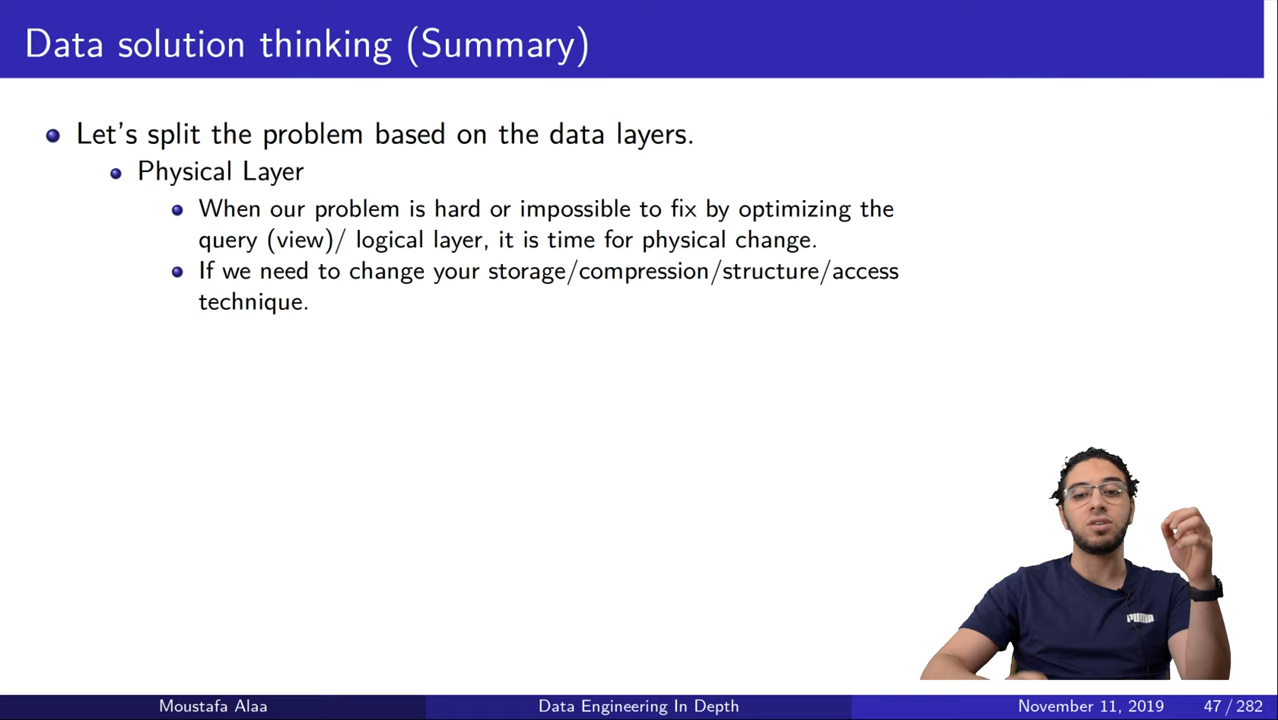 Data solution thinking (Summary)
Let's split the problem based on the data layers.
Physical Layer
When our problem is hard or impossible to fix by optimizing the
query (view)/ logical layer, it is time for physical change.
If we need to change your storage/compression/structure/access
technique.
PUMA
Moustafa Alaa
Data Engineering In Depth
November 11, 2019
47 / 282